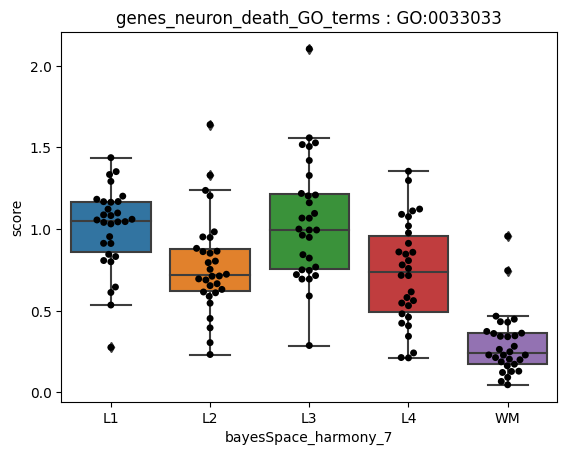 genes_neuron_death_GO_terms : GO:0033033
2.0
1.5
1.0
0.5
0.0
score
L1 L2 L3 L4 WM
bayesSpace_harmony_7